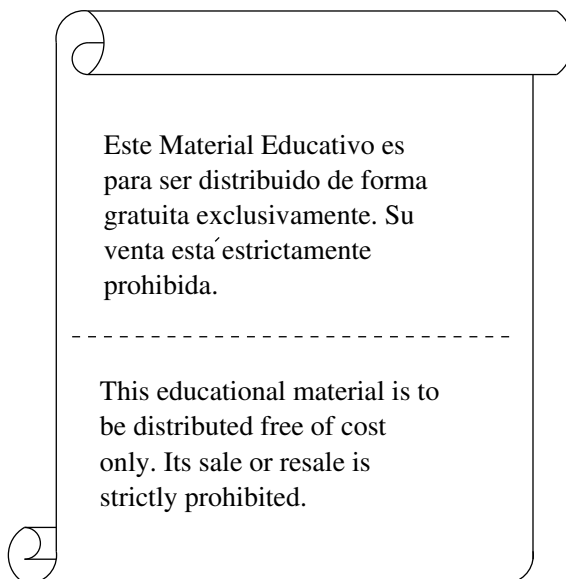 Este Material Educativo es
para ser distribuido de forma
gratuita exclusivamente. Su
venta está estrictamente
prohibida.
This educational material is to
be distributed free of cost
only. Its sale or resale is
strictly prohibited.